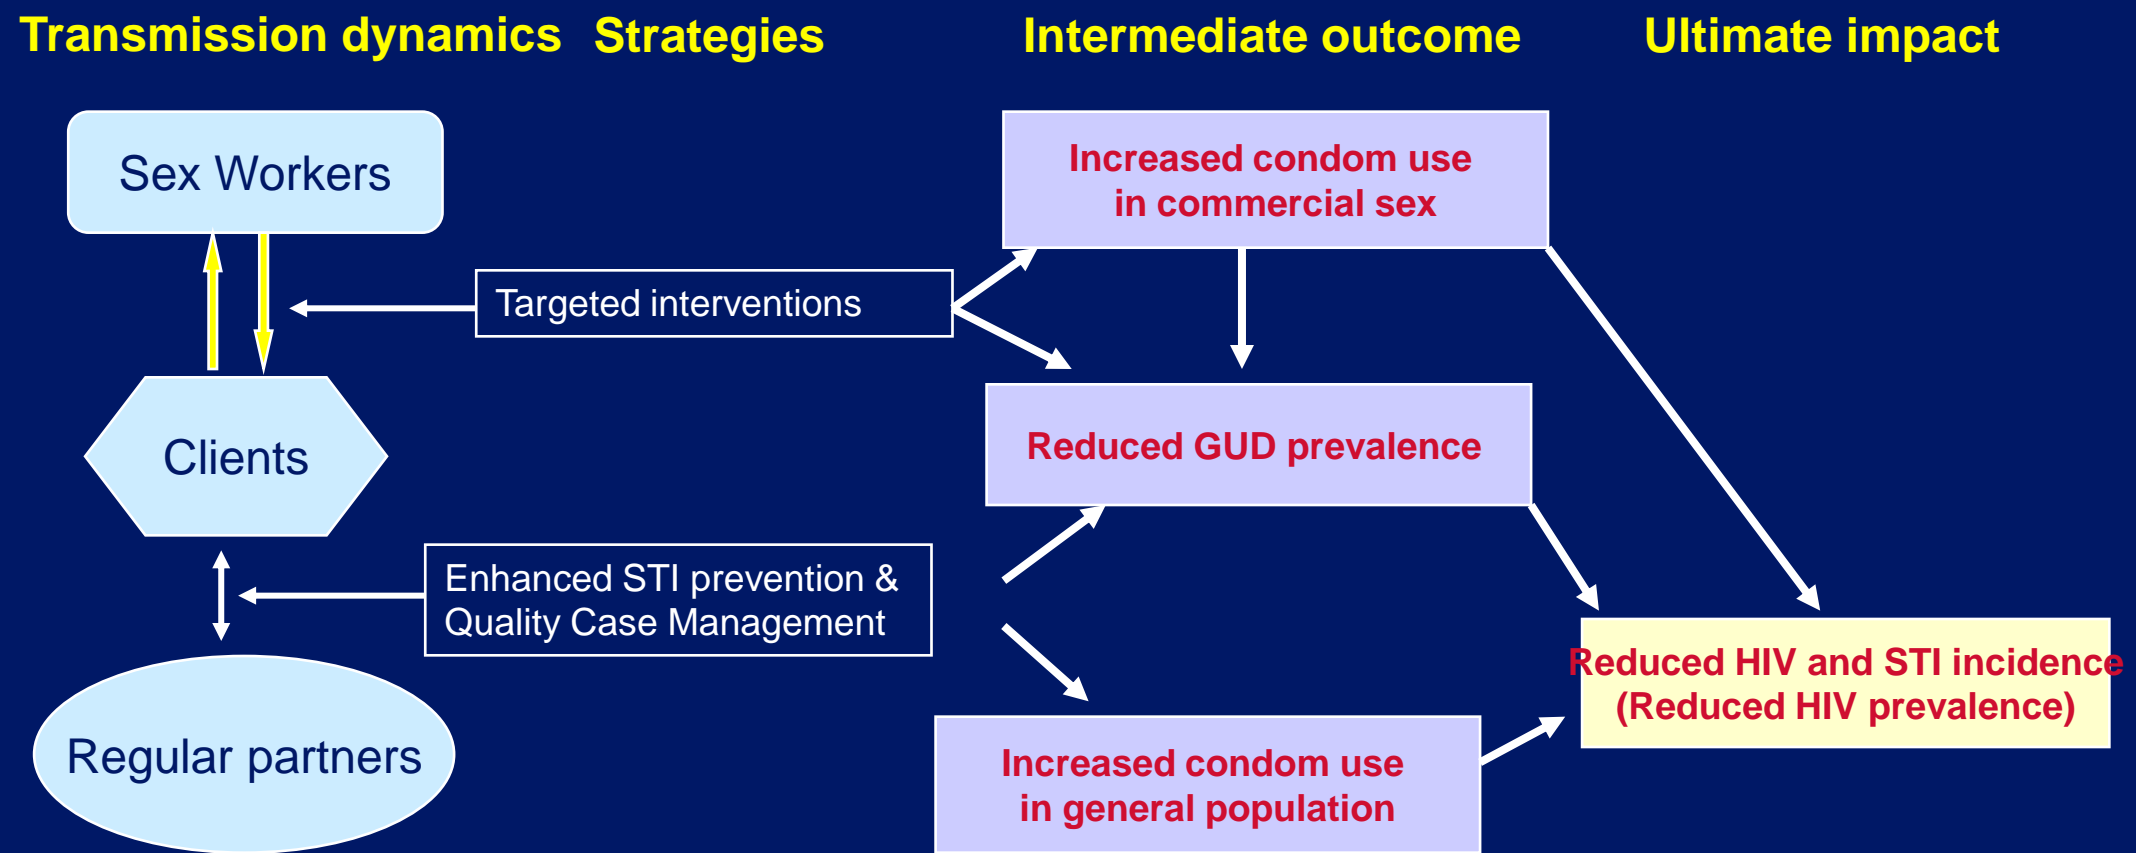 Transmission dynamics
Strategies
Intermediate outcome
Ultimate impact
Sex Workers
Increased condom use
in commercial sex
Targeted interventions
Clients
Reduced GUD prevalence
Enhanced STI prevention &
Quality Case Management
Reduced HIV and STI incidence
(Reduced HIV prevalence)
Regular partners
Increased condom use
in general population